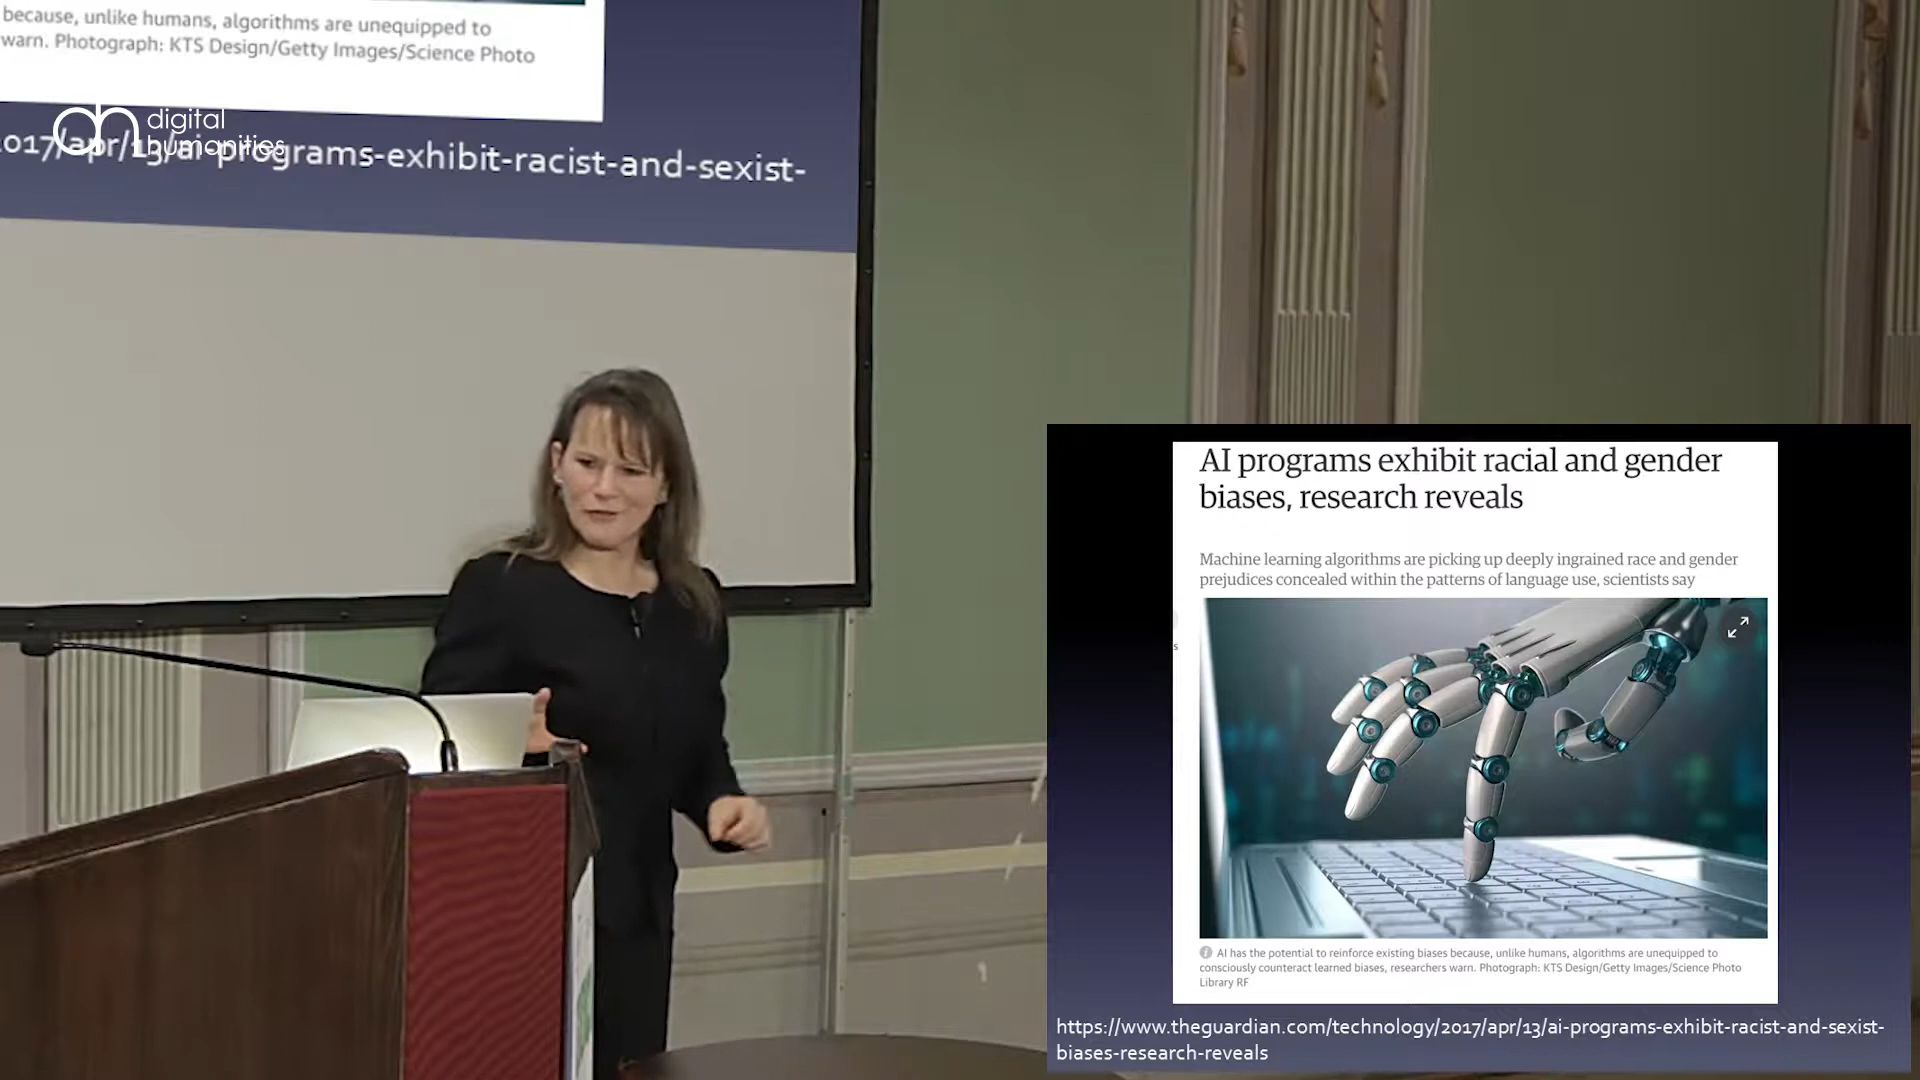 because, unlike humans, algorithms are unequipped to
warn. Photograph: KTS Design/Getty Images/Science Photo
digital
humanities
2017/apr/13/ai-programs-exhibit-racist-and-sexist-
AI programs exhibit racial and gender
biases, research reveals
Machine learning algorithms are picking up deeply ingrained race and gender
prejudices concealed within the patterns of language use, scientists say
s
AI has the potential to reinforce existing biases because, unlike humans, algorithms are unequipped to
consciously counteract learned biases, researchers warn. Photograph: KTS Design/Getty Images/Science Photo
Library RF
https://www.theguardian.com/technology/2017/apr/13/ai-programs-exhibit-racist-and-sexist-
biases-research-reveals